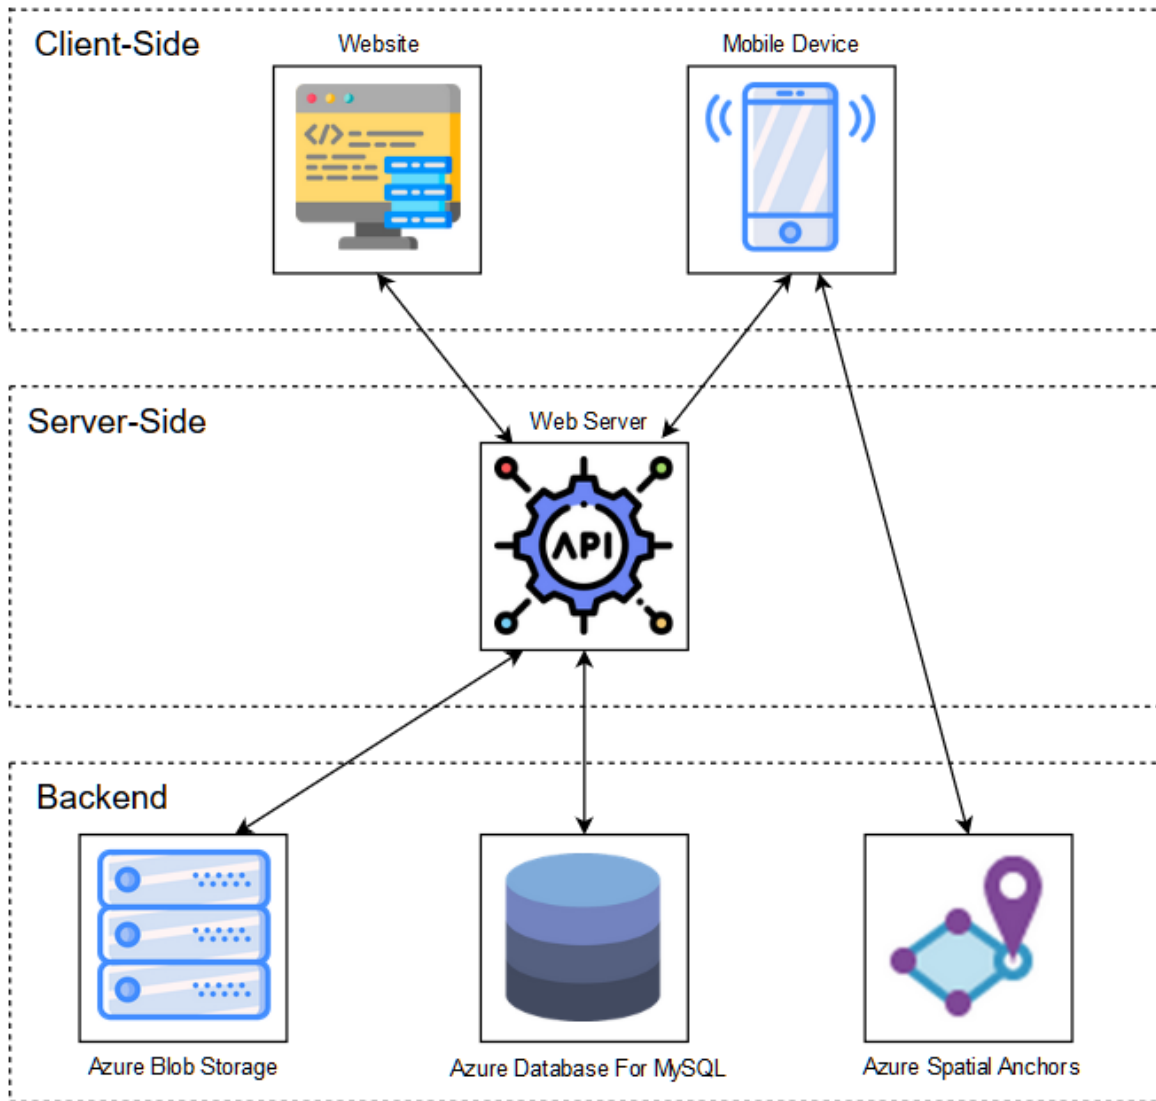 Client-Side
Website
Mobile Device
</>
Server-Side
Web Server
API
Backend
Azure Blob Storage
Azure Database For MySQL
Azure Spatial Anchors